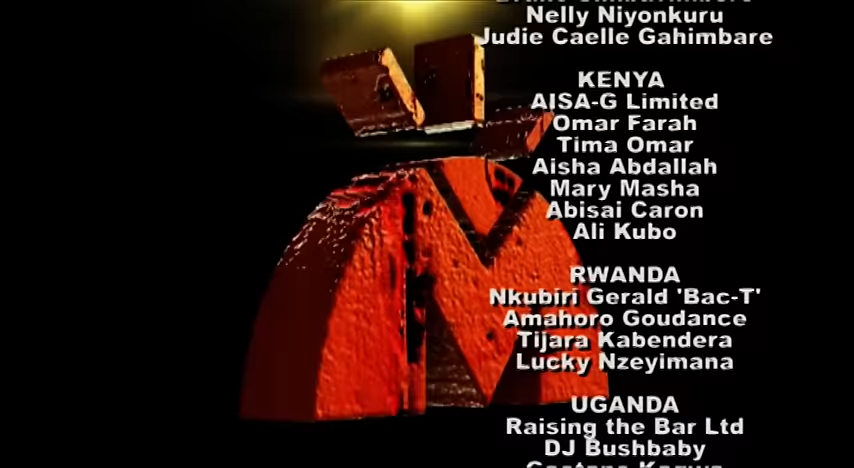 Nelly Niyonkuru
Judie Caelle Gahimbare
KENYA
AISA-G Limited
Omar Farah
Tima Omar
Aisha Abdallah
Mary Masha
Abisai Caron
Ali Kubo
RWANDA
Nkubiri Gerald 'Bac-T'
Amahoro Goudance
Tijara Kabendera
Lucky Nzeyimana
UGANDA
Raising the Bar Ltd
DJ Bushbaby